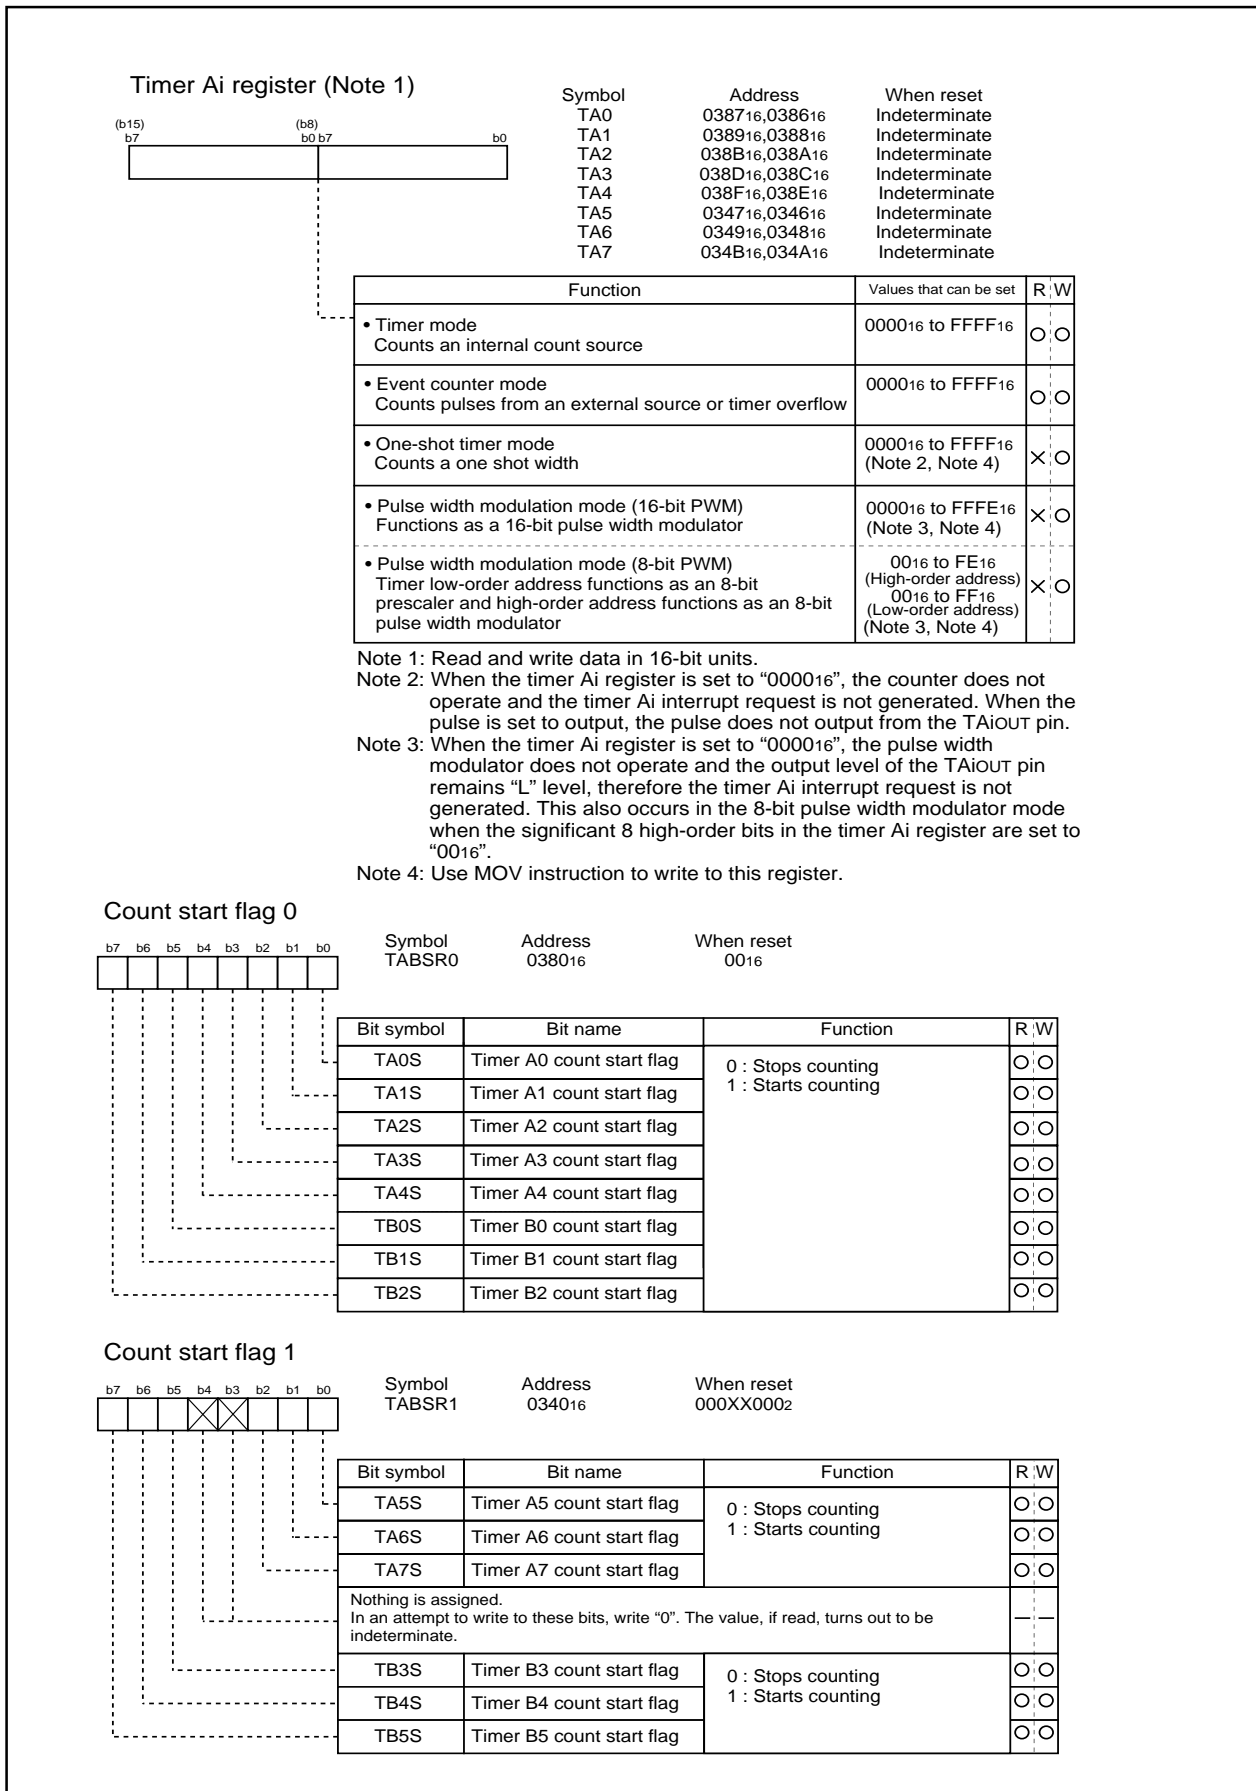 Timer Ai register (Note 1)
(b15) (b8)
b7 b0 b7 b0
Symbol Address When reset
TA0 038716,038616 Indeterminate
TA1 038916,038816 Indeterminate
TA2 038B16,038A16 Indeterminate
TA3 038D16,038C16 Indeterminate
TA4 038F16,038E16 Indeterminate
TA5 034716,034616 Indeterminate
TA6 034916,034816 Indeterminate
TA7 034B16,034A16 Indeterminate
Function Values that can be set R W
• Timer mode 000016 to FFFF16
Counts an internal count source
• Event counter mode 000016 to FFFF16
Counts pulses from an external source or timer overflow
• One-shot timer mode 000016 to FFFF16
Counts a one shot width (Note 2, Note 4)
• Pulse width modulation mode (16-bit PWM) 000016 to FFFE16
Functions as a 16-bit pulse width modulator (Note 3, Note 4)
• Pulse width modulation mode (8-bit PWM) 0016 to FE16
Timer low-order address functions as an 8-bit (High-order address)
prescaler and high-order address functions as an 8-bit 0016 to FF16
pulse width modulator (Low-order address)
(Note 3, Note 4)
Note 1: Read and write data in 16-bit units.
Note 2: When the timer Ai register is set to “000016”, the counter does not
operate and the timer Ai interrupt request is not generated. When the
pulse is set to output, the pulse does not output from the TAiOUT pin.
Note 3: When the timer Ai register is set to “000016”, the pulse width
modulator does not operate and the output level of the TAiOUT pin
remains “L” level, therefore the timer Ai interrupt request is not
generated. This also occurs in the 8-bit pulse width modulator mode
when the significant 8 high-order bits in the timer Ai register are set to
“0016”.
Note 4: Use MOV instruction to write to this register.
Count start flag 0
b7 b6 b5 b4 b3 b2 b1 b0
Symbol Address When reset
TABSR0 038016 0016
Bit symbol Bit name Function R W
TA0S Timer A0 count start flag 0 : Stops counting
TA1S Timer A1 count start flag 1 : Starts counting
TA2S Timer A2 count start flag
TA3S Timer A3 count start flag
TA4S Timer A4 count start flag
TB0S Timer B0 count start flag
TB1S Timer B1 count start flag
TB2S Timer B2 count start flag
Count start flag 1
b7 b6 b5 b4 b3 b2 b1 b0
Symbol Address When reset
TABSR1 034016 000XX0002
Bit symbol Bit name Function R W
TA5S Timer A5 count start flag 0 : Stops counting
TA6S Timer A6 count start flag 1 : Starts counting
TA7S Timer A7 count start flag
Nothing is assigned.
In an attempt to write to these bits, write “0”. The value, if read, turns out to be
indeterminate.
TB3S Timer B3 count start flag 0 : Stops counting
TB4S Timer B4 count start flag 1 : Starts counting
TB5S Timer B5 count start flag